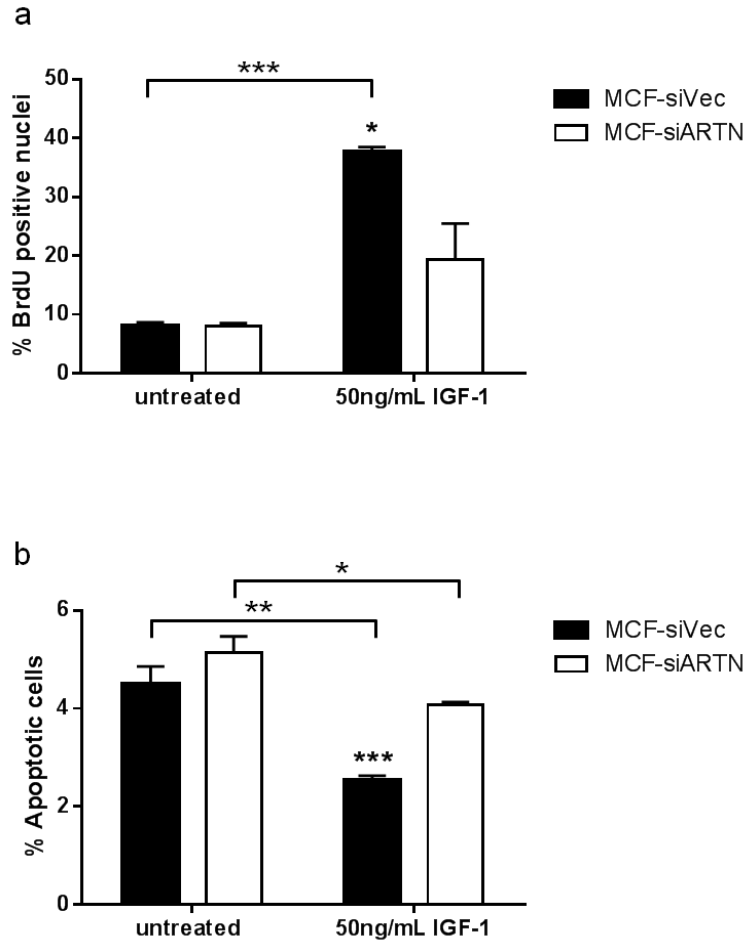 a
***
50
MCF-siVec
40
*
MCF-siARTN
30
20
10
0
% BrdU positive nuclei
untreated
50ng/mL IGF-1
b
*
6
**
MCF-siVec
MCF-siARTN
4
***
2
0
% Apoptotic cells
untreated
50ng/mL IGF-1